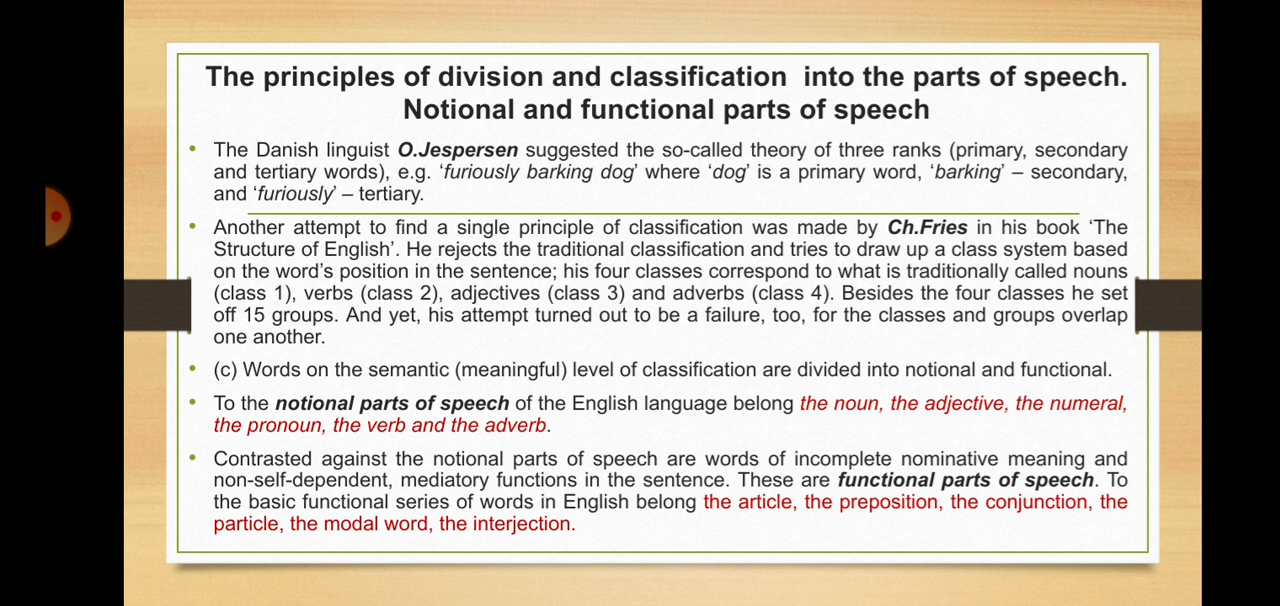 The principles of division and classification into the parts of speech.
Notional and functional parts of speech
• The Danish linguist O.Jespersen suggested the so-called theory of three ranks (primary, secondary
and tertiary words), e.g. ‘furiously barking dog’ where ‘dog’ is a primary word, ‘barking’ – secondary,
and ‘furiously’ – tertiary.
• Another attempt to find a single principle of classification was made by Ch.Fries in his book ‘The
Structure of English’. He rejects the traditional classification and tries to draw up a class system based
on the word’s position in the sentence; his four classes correspond to what is traditionally called nouns
(class 1), verbs (class 2), adjectives (class 3) and adverbs (class 4). Besides the four classes he set
off 15 groups. And yet, his attempt turned out to be a failure, too, for the classes and groups overlap
one another.
• (c) Words on the semantic (meaningful) level of classification are divided into notional and functional.
• To the notional parts of speech of the English language belong the noun, the adjective, the numeral,
the pronoun, the verb and the adverb.
• Contrasted against the notional parts of speech are words of incomplete nominative meaning and
non-self-dependent, mediatory functions in the sentence. These are functional parts of speech. To
the basic functional series of words in English belong the article, the preposition, the conjunction, the
particle, the modal word, the interjection.